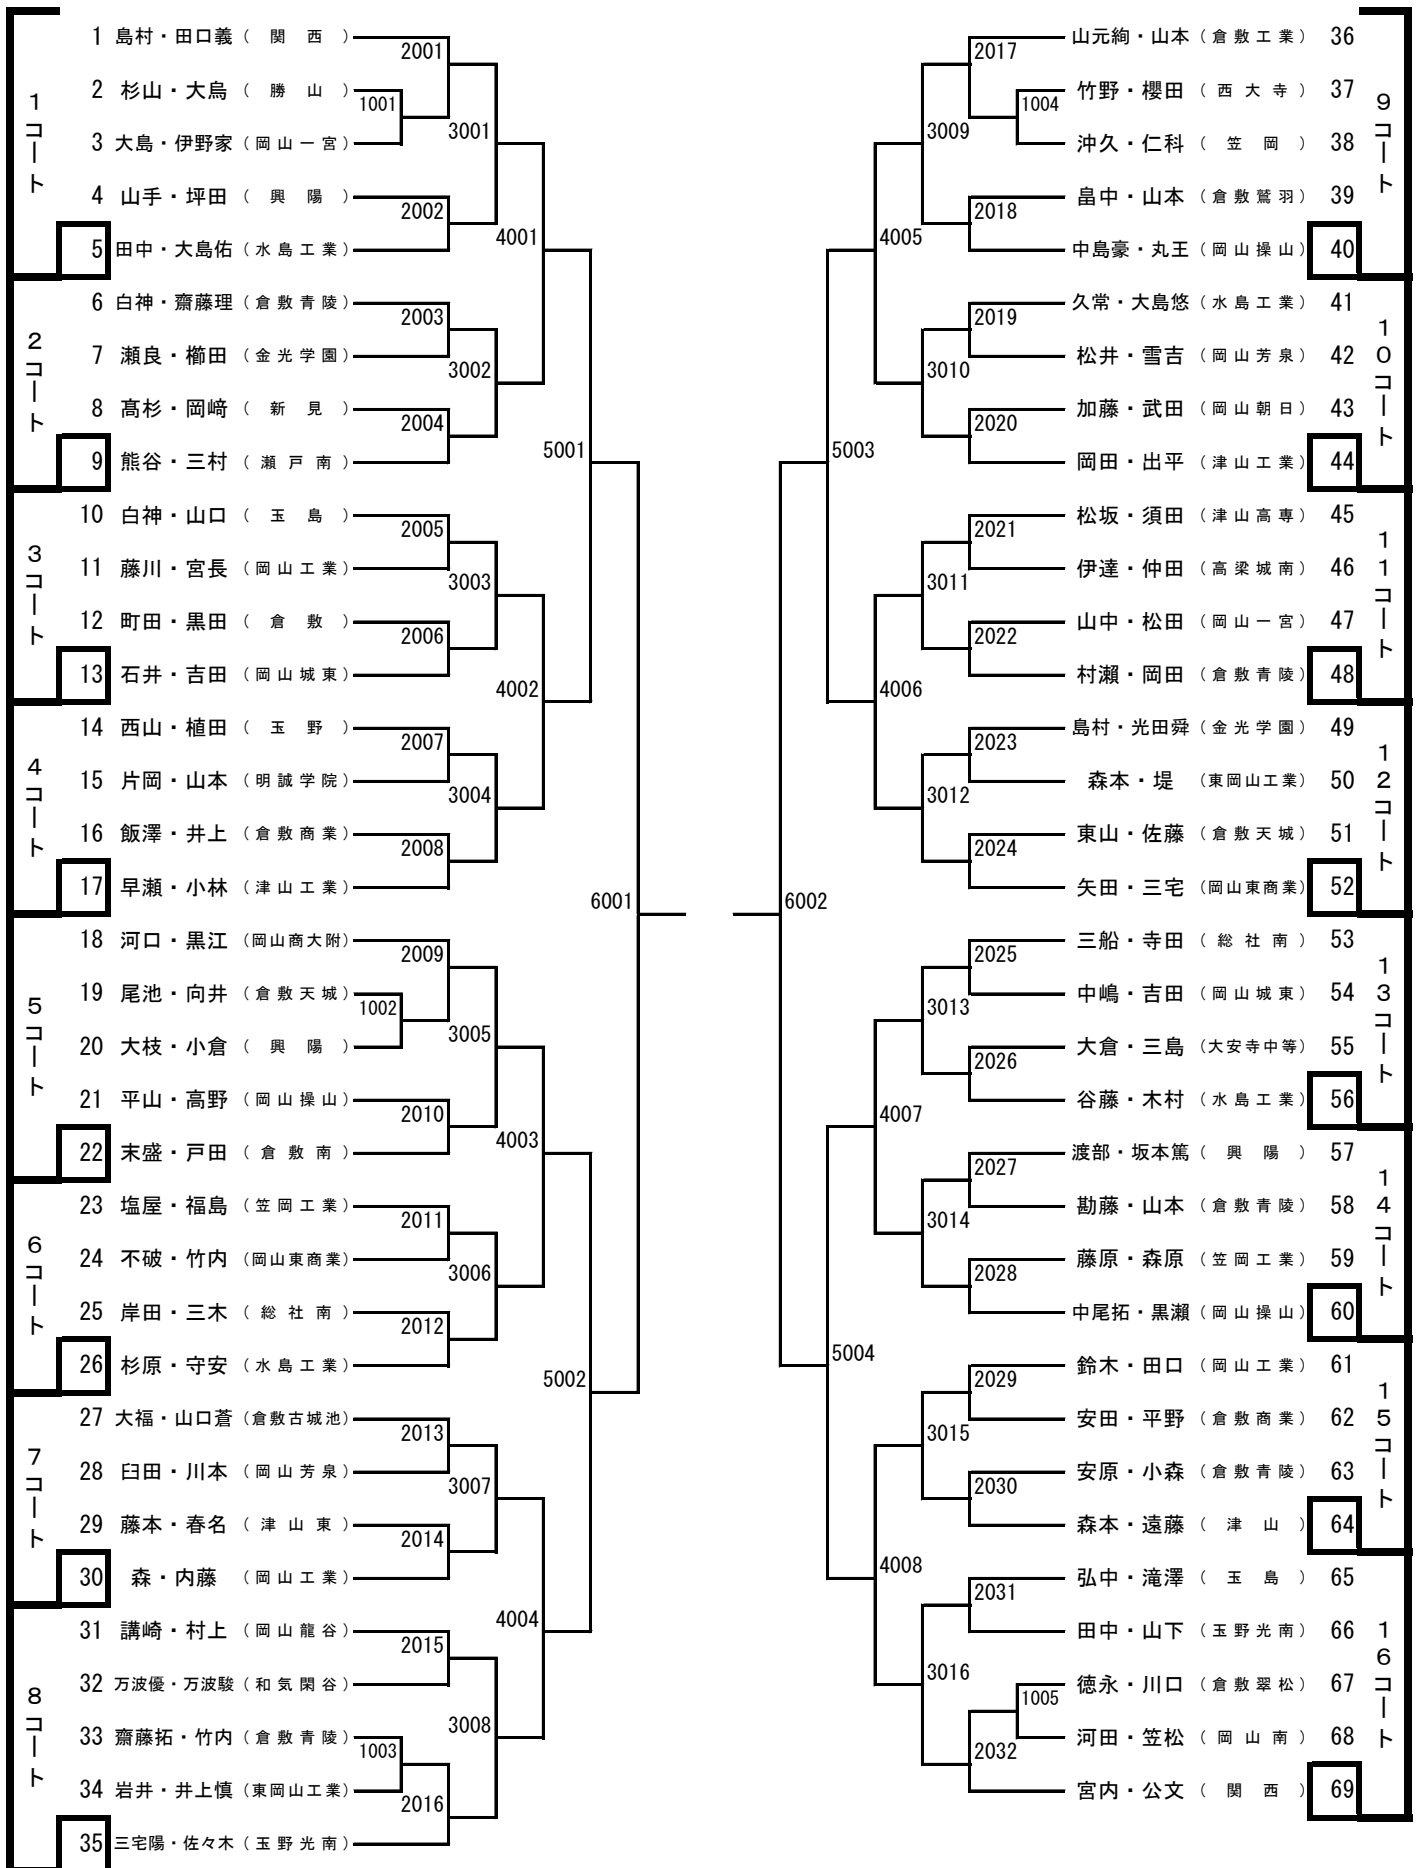 1コート
1 島村・田口義 (関西)
2 杉山・大烏 (勝山)
3 大島・伊野家 (岡山一宮)
4 山手・坪田 (興陽)
5 田中・大島佑 (水島工業)
2コート
6 白神・齋藤理 (倉敷青陵)
7 瀬良・櫛田 (金光学園)
8 髙杉・岡﨑 (新見)
9 熊谷・三村 (瀬戸南)
3コート
10 白神・山口 (玉島)
11 藤川・宮長 (岡山工業)
12 町田・黒田 (倉敷)
13 石井・吉田 (岡山城東)
4コート
14 西山・植田 (玉野)
15 片岡・山本 (明誠学院)
16 飯澤・井上 (倉敷商業)
17 早瀬・小林 (津山工業)
5コート
18 河口・黒江 (岡山商大附)
19 尾池・向井 (倉敷天城)
20 大枝・小倉 (興陽)
21 平山・高野 (岡山操山)
22 末盛・戸田 (倉敷南)
6コート
23 塩屋・福島 (笠岡工業)
24 不破・竹内 (岡山東商業)
25 岸田・三木 (総社南)
26 杉原・守安 (水島工業)
7コート
27 大福・山口蒼 (倉敷古城池)
28 臼田・川本 (岡山芳泉)
29 藤本・春名 (津山東)
30 森・内藤 (岡山工業)
8コート
31 講崎・村上 (岡山龍谷)
32 万波優・万波駿 (和気閑谷)
33 齋藤拓・竹内 (倉敷青陵)
34 岩井・井上慎 (東岡山工業)
35 三宅陽・佐々木 (玉野光南)
1001
1002
1003
2001
2002
2003
2004
2005
2006
2007
2008
2009
2010
2011
2012
2013
2014
2015
2016
3001
3002
3003
3004
3005
3006
3007
3008
4001
4002
4003
4004
5001
5002
6001
6002
5003
5004
4005
4006
4007
4008
3009
3010
3011
3012
3013
3014
3015
3016
2017
2018
2019
2020
2021
2022
2023
2024
2025
2026
2027
2028
2029
2030
2031
2032
1004
1005
9コート
山元絢・山本 (倉敷工業) 36
竹野・櫻田 (西大寺) 37
沖久・仁科 (笠岡) 38
畠中・山本 (倉敷鷲羽) 39
中島豪・丸王 (岡山操山) 40
10コート
久常・大島悠 (水島工業) 41
松井・雪吉 (岡山芳泉) 42
加藤・武田 (岡山朝日) 43
岡田・出平 (津山工業) 44
11コート
松坂・須田 (津山高専) 45
伊達・仲田 (高梁城南) 46
山中・松田 (岡山一宮) 47
村瀬・岡田 (倉敷青陵) 48
12コート
島村・光田舜 (金光学園) 49
森本・堤 (東岡山工業) 50
東山・佐藤 (倉敷天城) 51
矢田・三宅 (岡山東商業) 52
13コート
三船・寺田 (総社南) 53
中嶋・吉田 (岡山城東) 54
大倉・三島 (大安寺中等) 55
谷藤・木村 (水島工業) 56
14コート
渡部・坂本篤 (興陽) 57
勘藤・山本 (倉敷青陵) 58
藤原・森原 (笠岡工業) 59
中尾拓・黒瀬 (岡山操山) 60
15コート
鈴木・田口 (岡山工業) 61
安田・平野 (倉敷商業) 62
安原・小森 (倉敷青陵) 63
森本・遠藤 (津山) 64
16コート
弘中・滝澤 (玉島) 65
田中・山下 (玉野光南) 66
徳永・川口 (倉敷翠松) 67
河田・笠松 (岡山南) 68
宮内・公文 (関西) 69